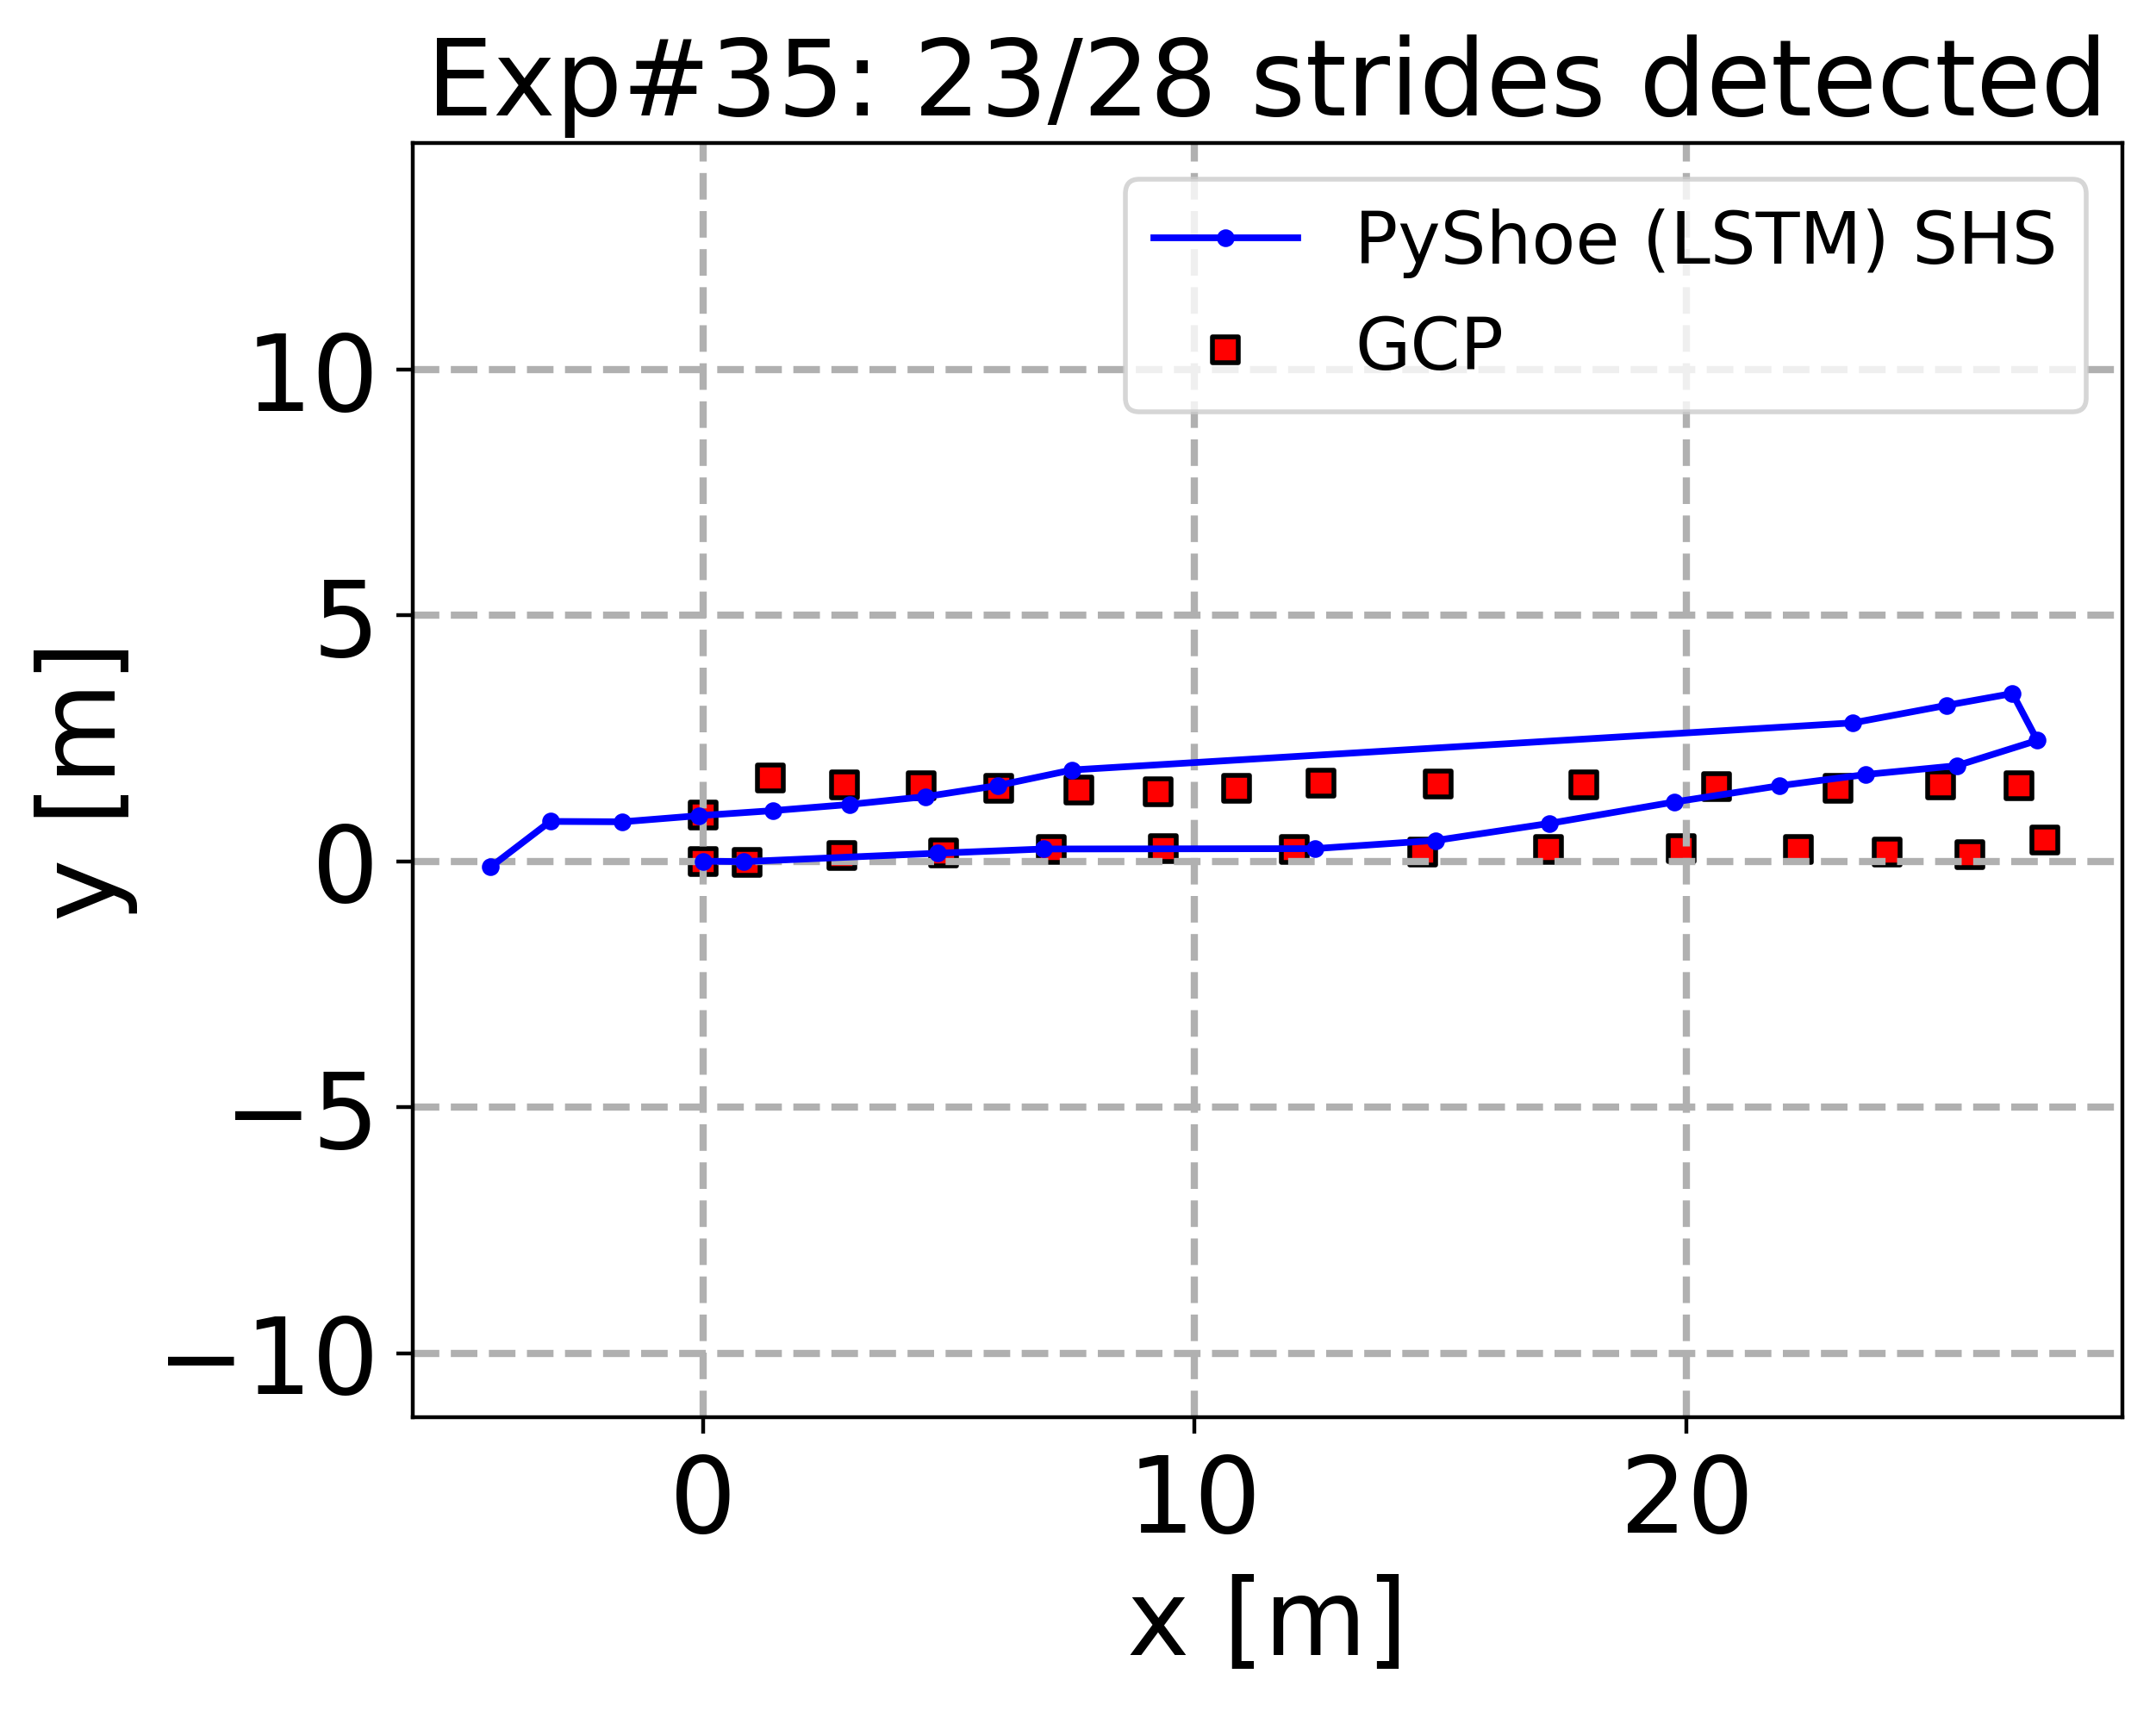 Exp#35: 23/28 strides detected
PyShoe (LSTM) SHS
GCP
10
5
0
−5
−10
y [m]
0 10 20
x [m]